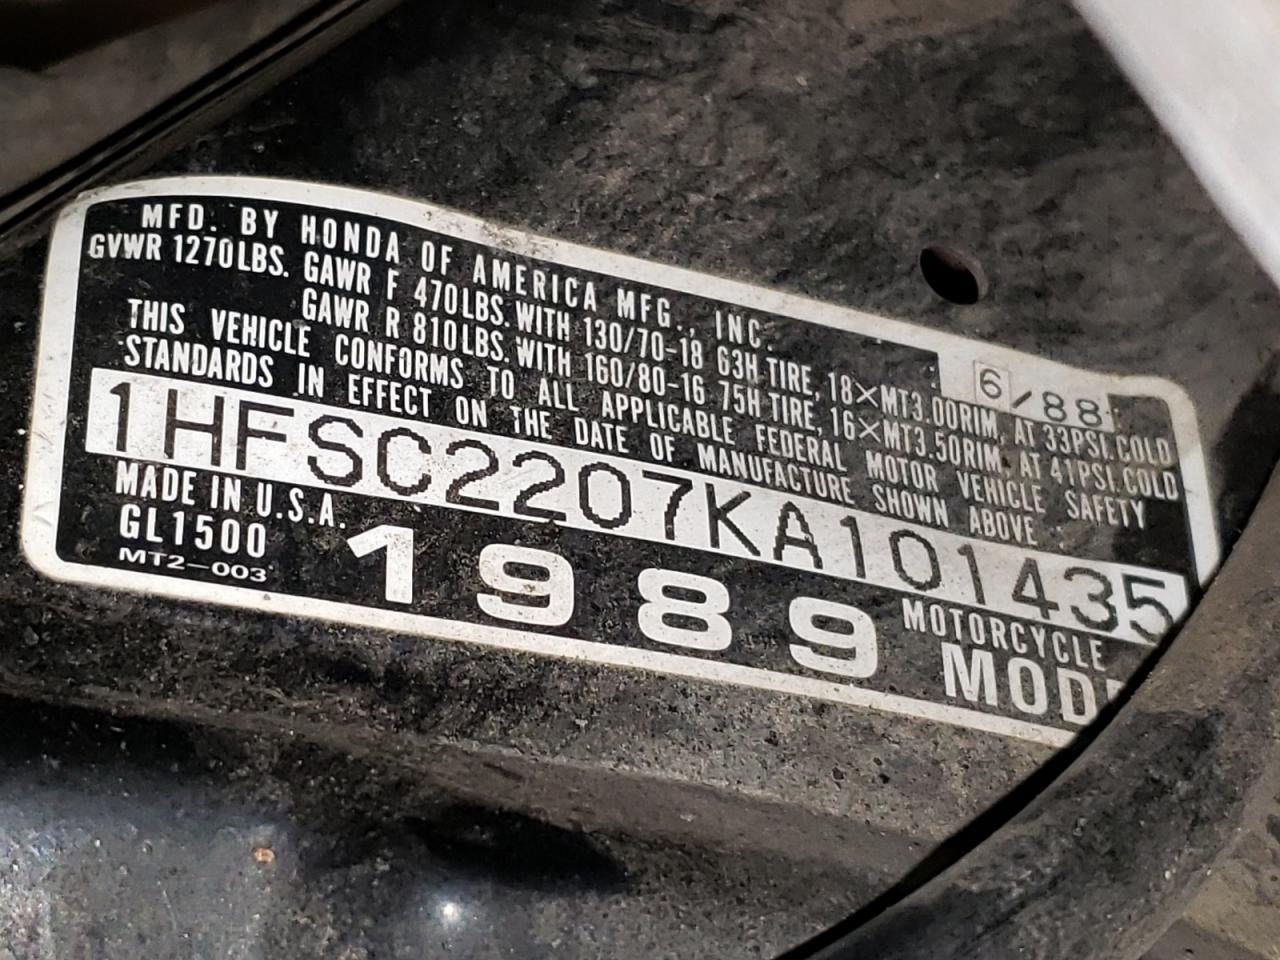 MFD. BY HONDA OF AMERICA MFG., INC. 6/88
GVWR 1270LBS. GAWR F 470LBS. WITH 130/70-18 63H TIRE, 18×MT3.00RIM, AT 33PSI.COLD
GAWR R 810LBS. WITH 160/80-16 75H TIRE, 16×MT3.50RIM, AT 41PSI.COLD
THIS VEHICLE CONFORMS TO ALL APPLICABLE FEDERAL MOTOR VEHICLE SAFETY
STANDARDS IN EFFECT ON THE DATE OF MANUFACTURE SHOWN ABOVE :
1HFSC2207KA101435
MADE IN U.S.A. MOTORCYCLE
GL1500 1989 MOD
MT2-003